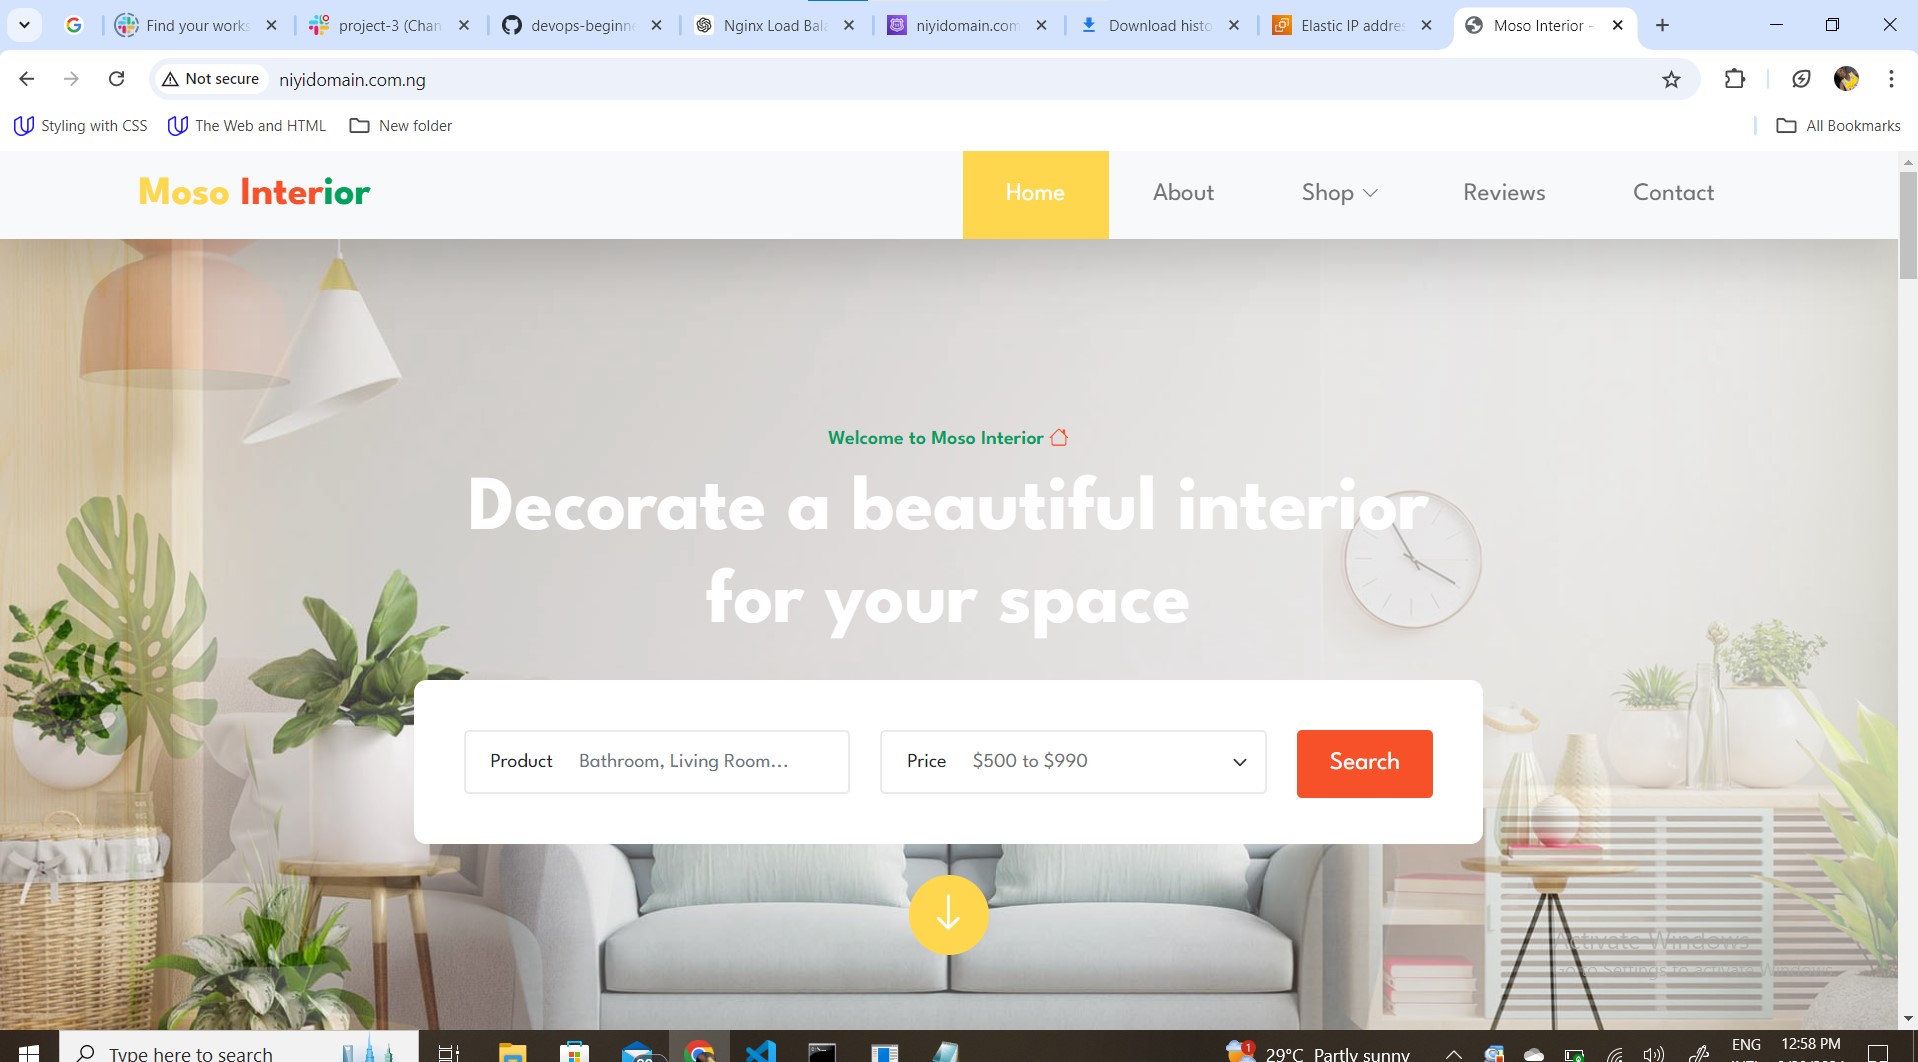 Find your works
project-3 (Chan
devops-beginne
Nginx Load Bala
niyidomain.com
Download histo
Elastic IP addres
Moso Interior -
Not secure
niyidomain.com.ng
Styling with CSS
The Web and HTML
New folder
All Bookmarks
Moso Interior
Home
About
Shop
Reviews
Contact
Welcome to Moso Interior
Decorate a beautiful interior
for your space
Product Bathroom, Living Room...
Price $500 to $990
Search
Activate Windows
Go to Settings to activate Windows.
Type here to search
29°C Partly sunny
ENG
12:58 PM